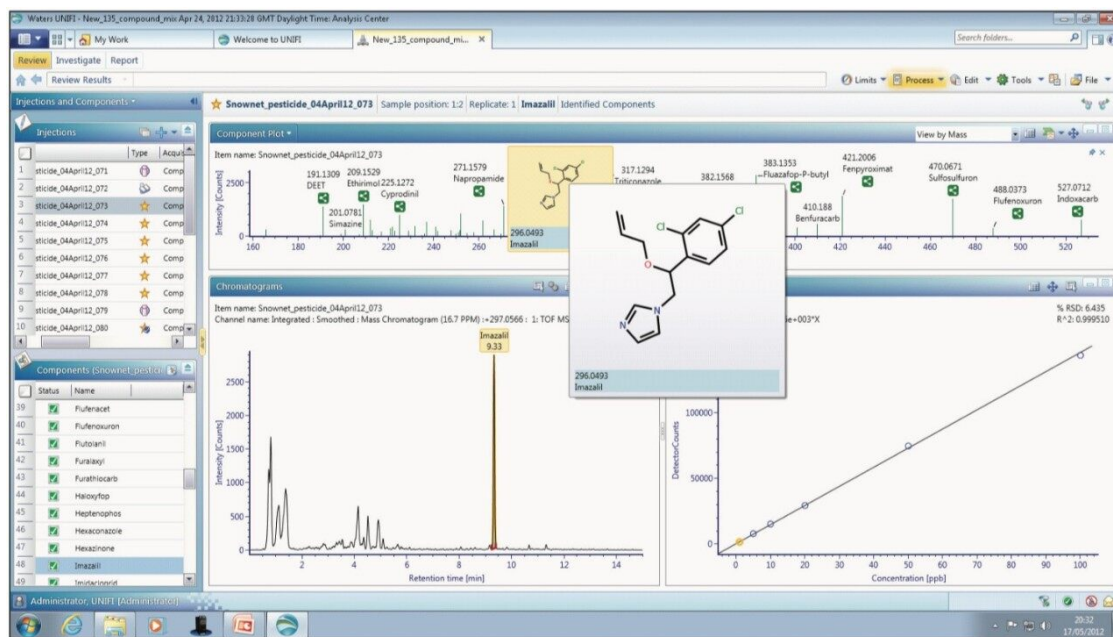 Waters UNIFI - New_135_compound_mix Apr 24, 2012 21:33:28 GMT Daylight Time: Analysis Center
My Work
Welcome to UNIFI
New_135_compound_mi...
Search folders...
Review Investigate Report
Review Results
Limits Process Edit Tools File
Injections and Components
Injections
Type Acquis
1 sticide_04April12_071
2 sticide_04April12_072 Comp
3 sticide_04April12_073 Comp
4 sticide_04April12_074 Comp
5 sticide_04April12_075 Comp
6 sticide_04April12_076 Comp
7 sticide_04April12_077 Comp
8 sticide_04April12_078 Comp
9 sticide_04April12_079 Comp
10 sticide_04April12_080 Comp
Components (Snownet_pestici
Status Name
39 Flufenacet
40 Flufenoxuron
41 Flutolanil
42 Furalaxyl
43 Furathiocarb
44 Haloxyfop
45 Heptenophos
46 Hexaconazole
47 Hexazinone
48 Imazalil
49 Imidacloprid
Snownet_pesticide_04April12_073 Sample position: 1:2 Replicate: 1 Imazalil Identified Components
Component Plot
View by Mass
Item name: Snownet_pesticide_04April12_073
Intensity [Counts]
2500
0
191.1309
DEET
201.0781
Simazine
209.1529
Ethirimol
225.1272
Cyprodinil
271.1579
Napropamide
296.0493
Imazalil
317.1294
Triticonazole
382.1568
383.1353
Fluazafop-P-butyl
410.188
Benfuracarb
421.2006
Fenpyroximat
470.0671
Sulfosulfuron
488.0373
Flufenoxuron
527.0712
Indoxacarb
160 180 200 220 240 260 400 420 440 460 480 500 520
Cl
Cl
O
N
N
296.0493
Imazalil
Chromatograms
Item name: Snownet_pesticide_04April12_073
Channel name: Integrated : Smoothed : Mass Chromatogram (16.7 PPM) :+297.0566 : 1: TOF MS
Imazalil
9.33
Intensity [Counts]
2500
2000
1500
1000
500
0
2 4 6 8 10 12 14
Retention time [min]
% RSD: 6.435
e+003*X R^2: 0.999510
DetectorCounts
100000
50000
0
0 10 20 30 40 50 60 70 80 90 100
Concentration [ppb]
Administrator, UNIFI [Administrator]
20:32
17/05/2012